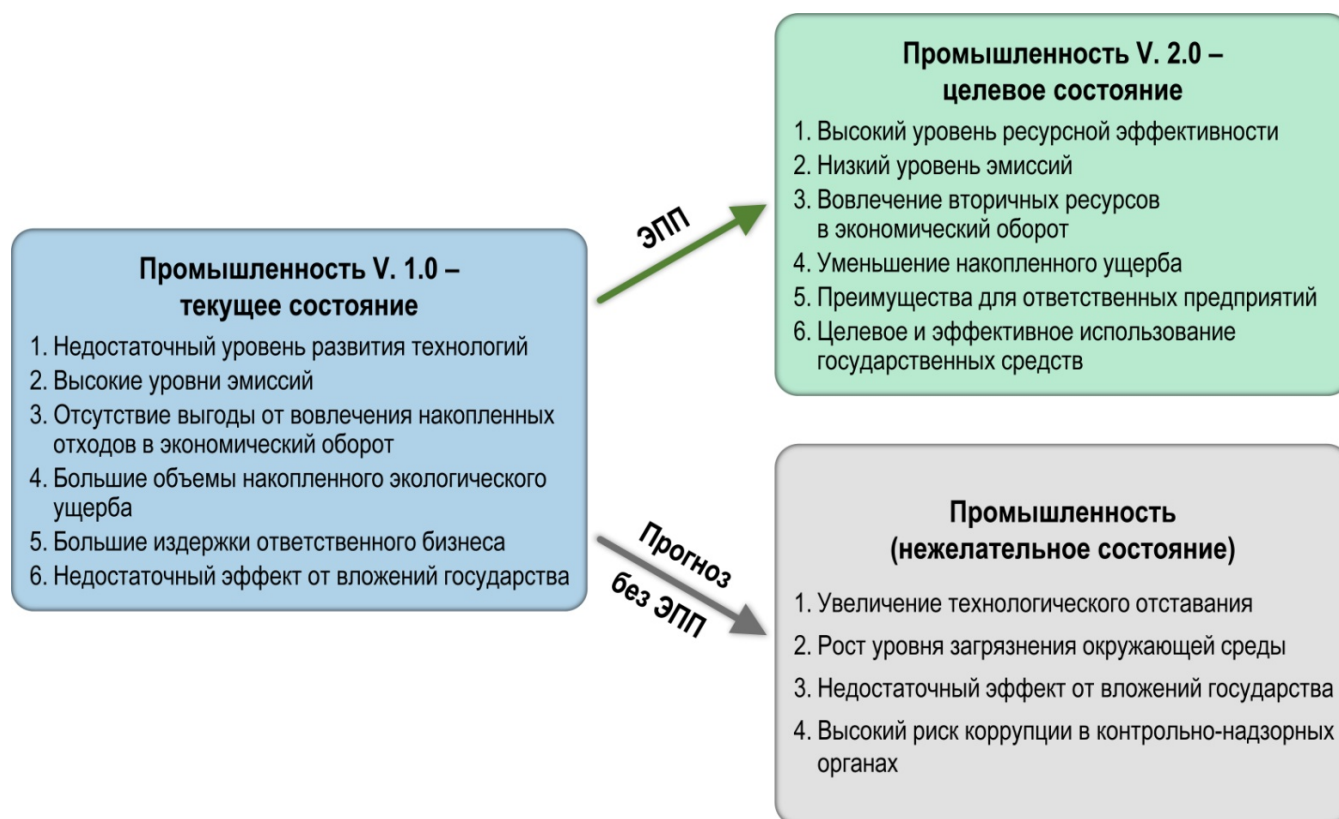 Промышленность V. 1.0 –
текущее состояние
1. Недостаточный уровень развития технологий
2. Высокие уровни эмиссий
3. Отсутствие выгоды от вовлечения накопленных
отходов в экономический оборот
4. Большие объемы накопленного экологического
ущерба
5. Большие издержки ответственного бизнеса
6. Недостаточный эффект от вложений государства
ЭПП
Промышленность V. 2.0 –
целевое состояние
1. Высокий уровень ресурсной эффективности
2. Низкий уровень эмиссий
3. Вовлечение вторичных ресурсов
в экономический оборот
4. Уменьшение накопленного ущерба
5. Преимущества для ответственных предприятий
6. Целевое и эффективное использование
государственных средств
Прогноз
без ЭПП
Промышленность
(нежелательное состояние)
1. Увеличение технологического отставания
2. Рост уровня загрязнения окружающей среды
3. Недостаточный эффект от вложений государства
4. Высокий риск коррупции в контрольно-надзорных
органах